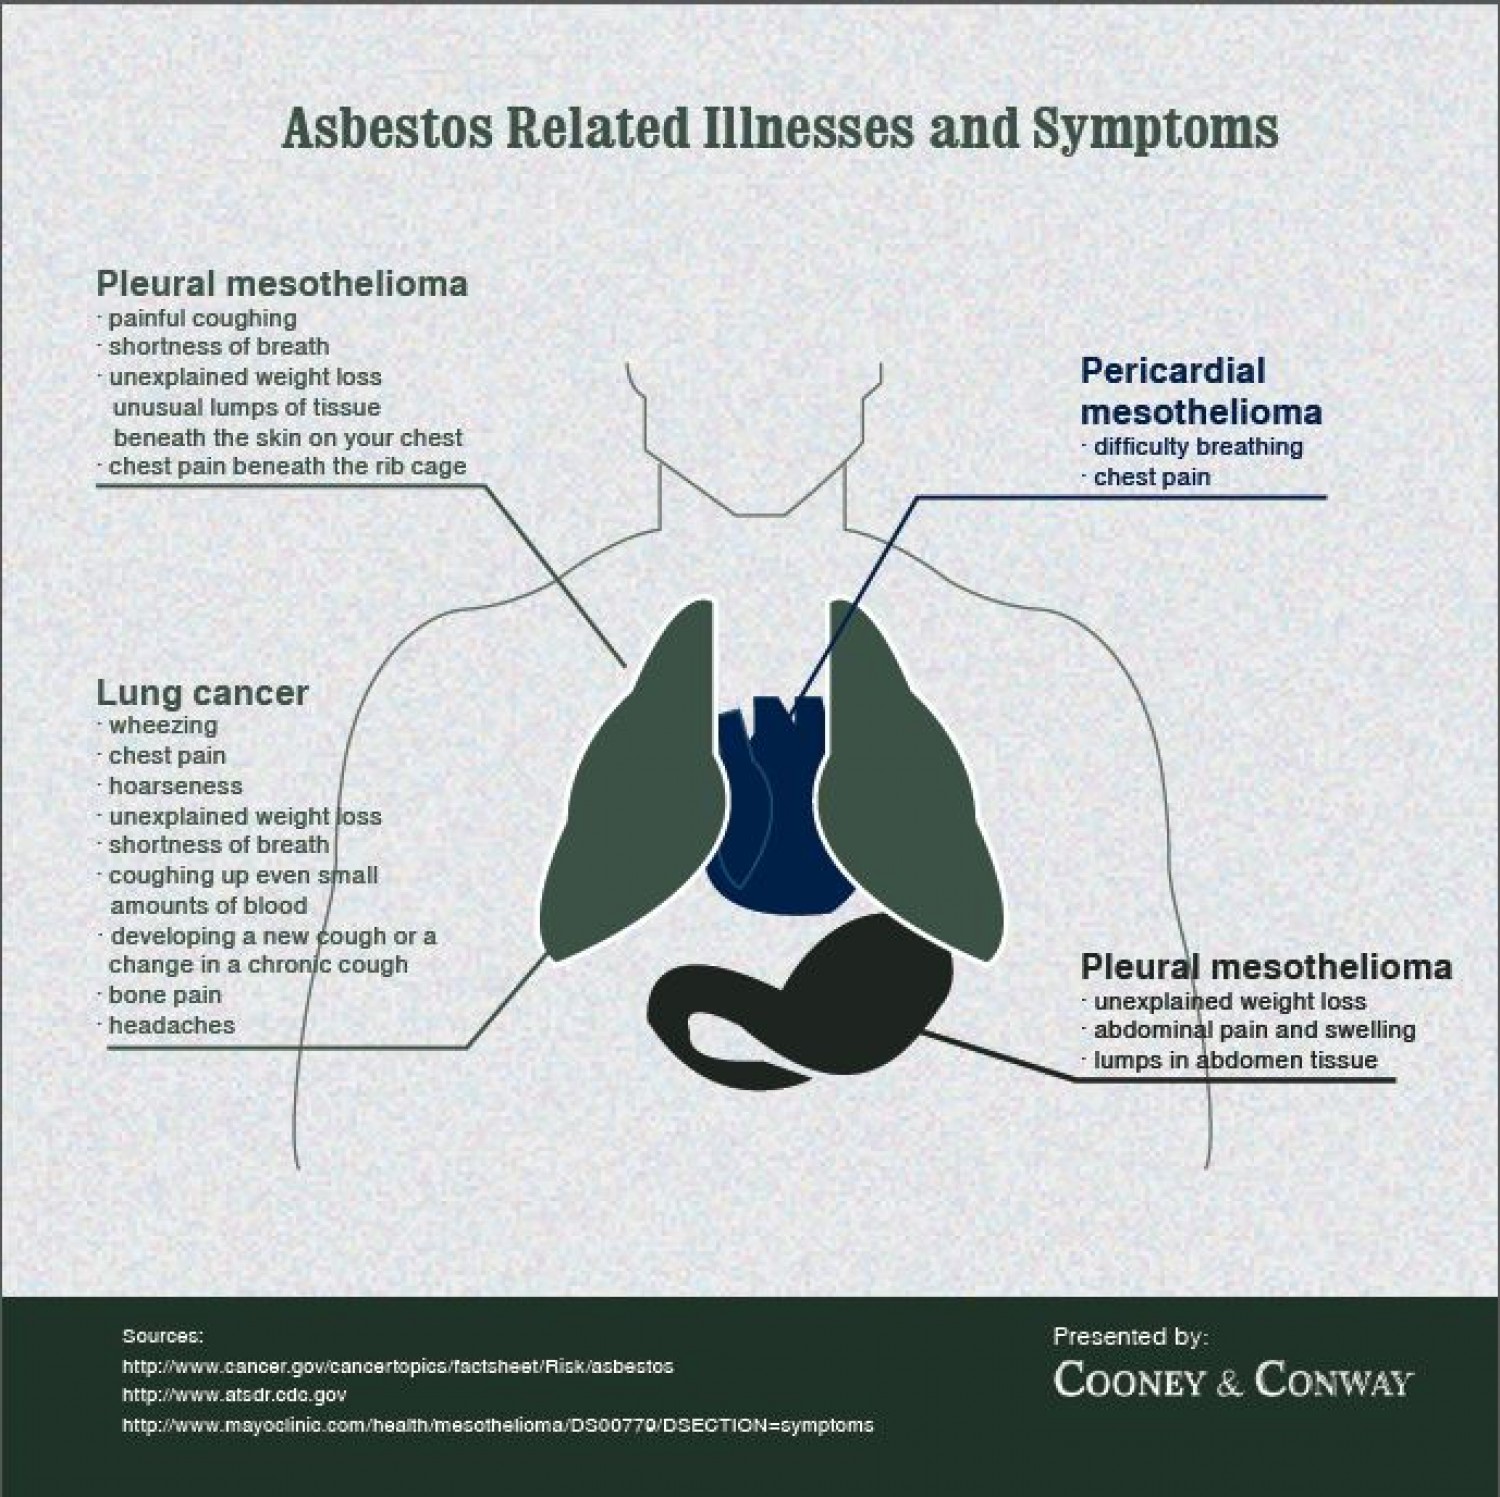 Asbestos Related Illnesses and Symptoms
Pleural mesothelioma
· painful coughing
· shortness of breath
· unexplained weight loss
unusual lumps of tissue
beneath the skin on your chest
· chest pain beneath the rib cage
Pericardial
mesothelioma
· difficulty breathing
· chest pain
Lung cancer
· wheezing
· chest pain
· hoarseness
· unexplained weight loss
· shortness of breath
· coughing up even small
amounts of blood
· developing a new cough or a
change in a chronic cough
· bone pain
· headaches
Pleural mesothelioma
· unexplained weight loss
· abdominal pain and swelling
· lumps in abdomen tissue
Sources:
http://www.cancer.gov/cancertopics/factsheet/Risk/asbestos
http://www.atsdr.cdc.gov
http://www.mayoclinic.com/health/mesothelioma/DS00779/DSECTION=symptoms
Presented by:
COONEY & CONWAY